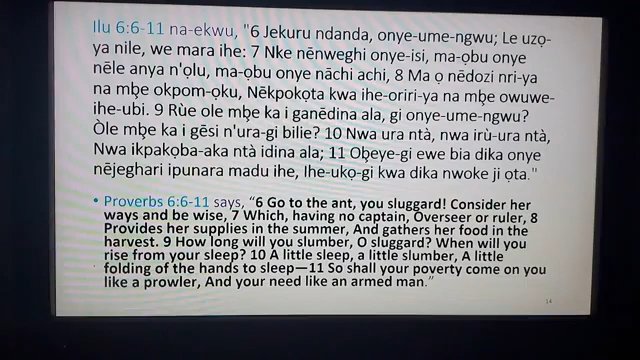 Ilu 6:6-11 na-ekwu, "6 Jekuru ndanda, onye-ume-ngwu; Le uzọ-
ya nile, we mara ihe: 7 Nke nēnweghi onye-isi, ma-ọbu onye
nēle anya n'ọlu, ma-ọbu onye nāchi achi, 8 Ma ọ nēdozi nri-ya
na mḅe okpom-ọku, Nēkpokọta kwa ihe-oriri-ya na mḅe owuwe-
ihe-ubi. 9 Rùe ole mḅe ka i ganēdina ala, gi onye-ume-ngwu?
Òle mḅe ka i gēsi n'ura-gi bilie? 10 Nwa ura ntà, nwa irù-ura ntà,
Nwa ikpakọba-aka ntà idina ala; 11 Oḅeye-gi ewe bia dika onye
nējeghari ipunara madu ihe, Ihe-ukọ-gi kwa dika nwoke ji ọta."
• Proverbs 6:6-11 says, "6 Go to the ant, you sluggard! Consider her
ways and be wise, 7 Which, having no captain, Overseer or ruler, 8
Provides her supplies in the summer, And gathers her food in the
harvest. 9 How long will you slumber, O sluggard? When will you
rise from your sleep? 10 A little sleep, a little slumber, A little
folding of the hands to sleep—11 So shall your poverty come on you
like a prowler, And your need like an armed man."
14